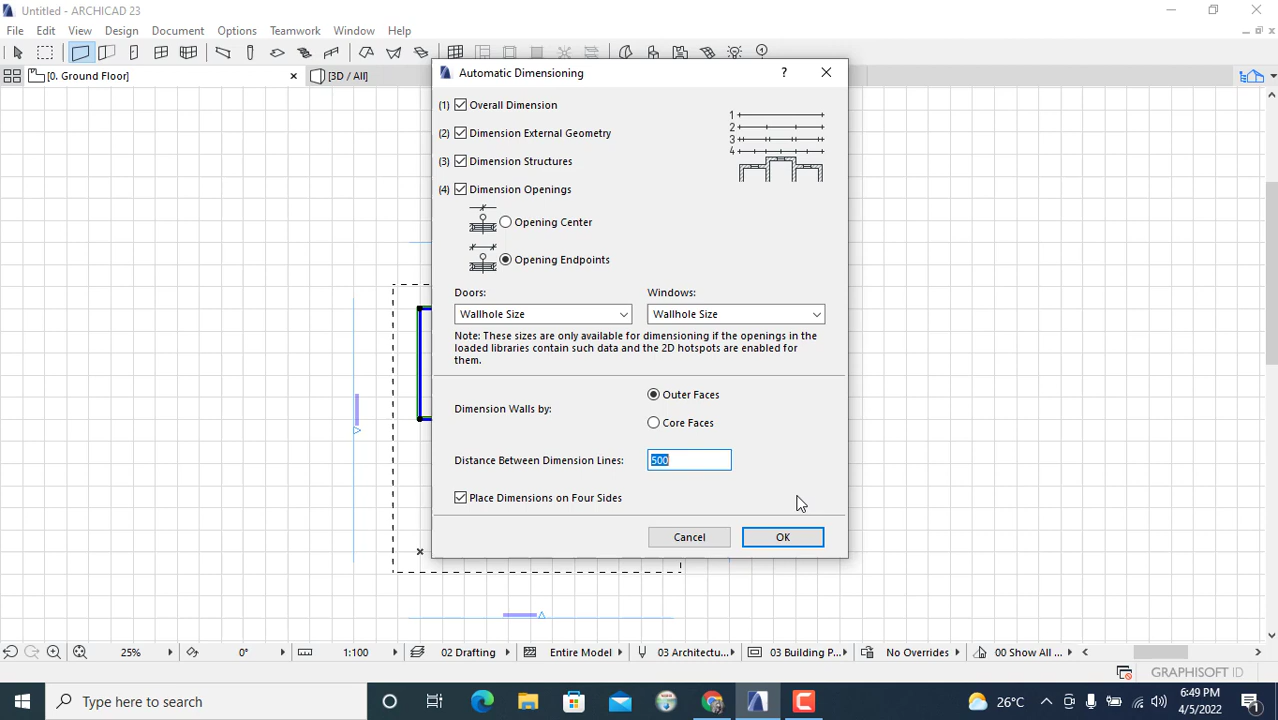 Untitled - ARCHICAD 23
File Edit View Design Document Options Teamwork Window Help
[0. Ground Floor]
[3D / All]
Automatic Dimensioning
?
(1) Overall Dimension
(2) Dimension External Geometry
(3) Dimension Structures
(4) Dimension Openings
1
2
3
4
Opening Center
Opening Endpoints
Doors: Windows:
Wallhole Size Wallhole Size
Note: These sizes are only available for dimensioning if the openings in the
loaded libraries contain such data and the 2D hotspots are enabled for
them.
Outer Faces
Dimension Walls by:
Core Faces
Distance Between Dimension Lines: 500
Place Dimensions on Four Sides
Cancel OK
25% 0° 1:100 02 Drafting Entire Model 03 Architectu... 03 Building P... No Overrides 00 Show All ...
GRAPHISOFT ID
Type here to search
26°C
6:49 PM
4/5/2022
1